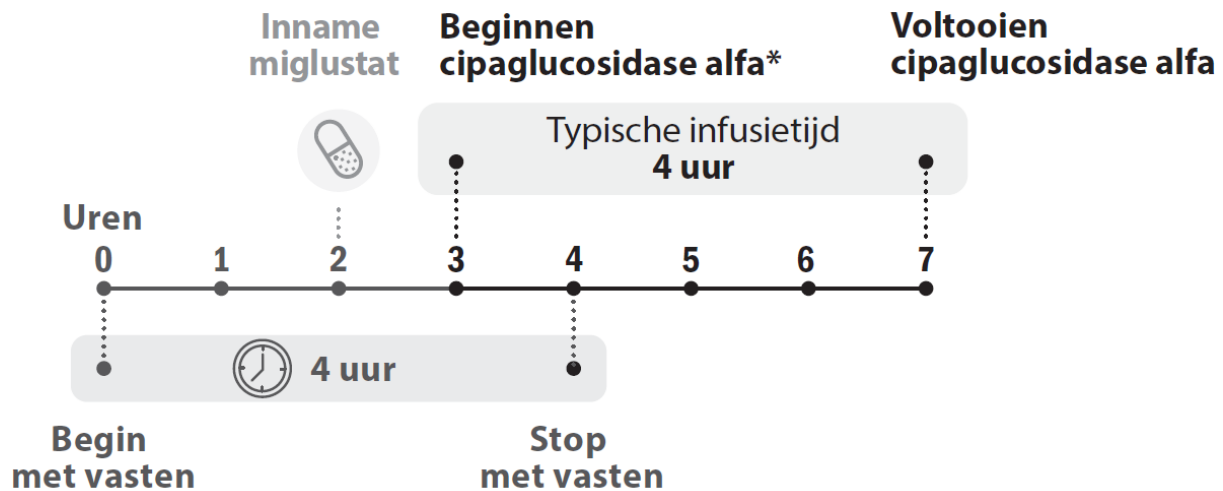 Inname
miglustat
Beginnen
cipaglucosidase alfa*
Voltooien
cipaglucosidase alfa
Typische infusietijd
4 uur
Uren
0 1 2 3 4 5 6 7
4 uur
Begin
met vasten
Stop
met vasten